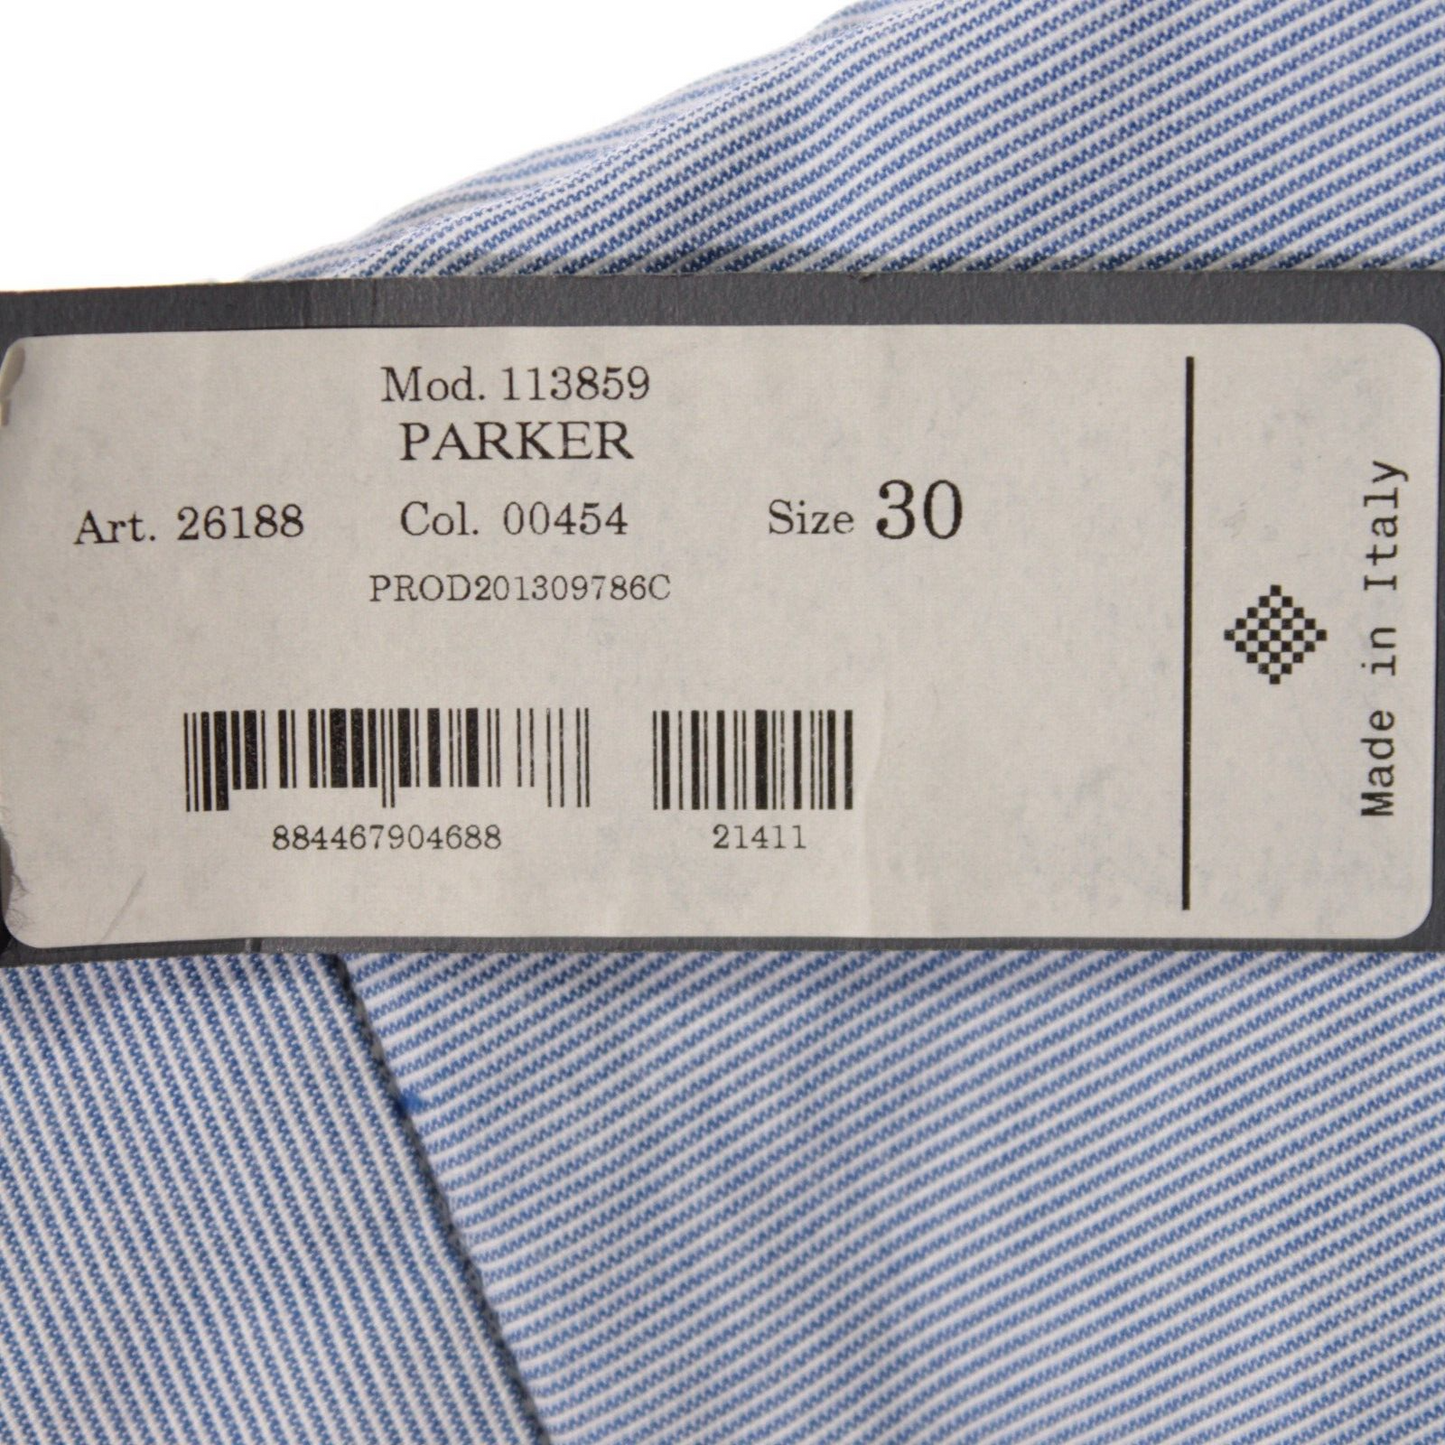 Mod. 113859
PARKER
Art. 26188 Col. 00454 Size 30
PROD201309786C
884467904688 21411
Made in Italy